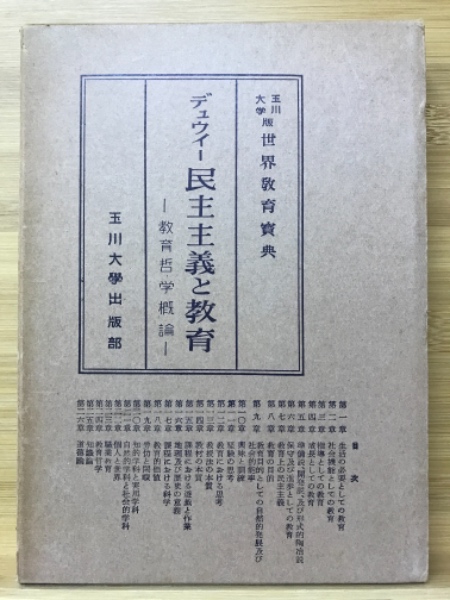 玉川大学版 世界教育寶典
デュウイー 民主主義と教育
―教育哲学概論―
玉川大學出版部
目次
第一章 生活の必要としての教育
第二章 社会機能としての教育
第三章 指導としての教育
第四章 成長としての教育
第五章 準備説、開発説、及び形式的陶冶説
第六章 保守及び進歩としての教育
第七章 教育上の民主主義
第八章 教育の目的
第九章 教育目的としての自然的発展及び社会的能率
第一〇章 興味と訓練
第一一章 経験と思考
第一二章 教育における思考
第一三章 教授法の本質
第一四章 教材の本質
第一五章 課程における遊戯と作業
第一六章 地理及び歴史の意義
第一七章 課程における科学
第一八章 教育的価値
第一九章 労働と閑暇
第二〇章 知的学科と実用学科
第二一章 自然的学科と社会的学科
第二二章 個人と世界
第二三章 職業教育
第二四章 教育哲学
第二五章 知識論
第二六章 道徳論